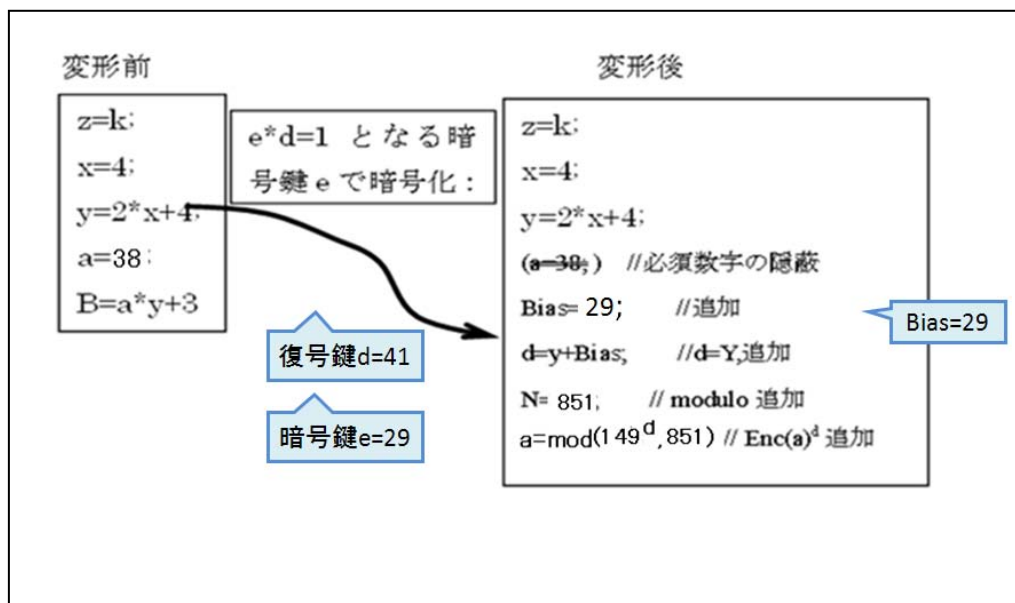 変形前
z=k;
x=4;
y=2*x+4;
a=38;
B=a*y+3
e*d=1 となる暗
号鍵 e で暗号化：
復号鍵d=41
暗号鍵e=29
変形後
z=k;
x=4;
y=2*x+4;
(a=38;) //必須数字の隠蔽
Bias= 29; //追加
d=y+Bias; //d=Y,追加
N= 851; // modulo 追加
a=mod(149^d,851) // Enc(a)^d 追加
Bias=29